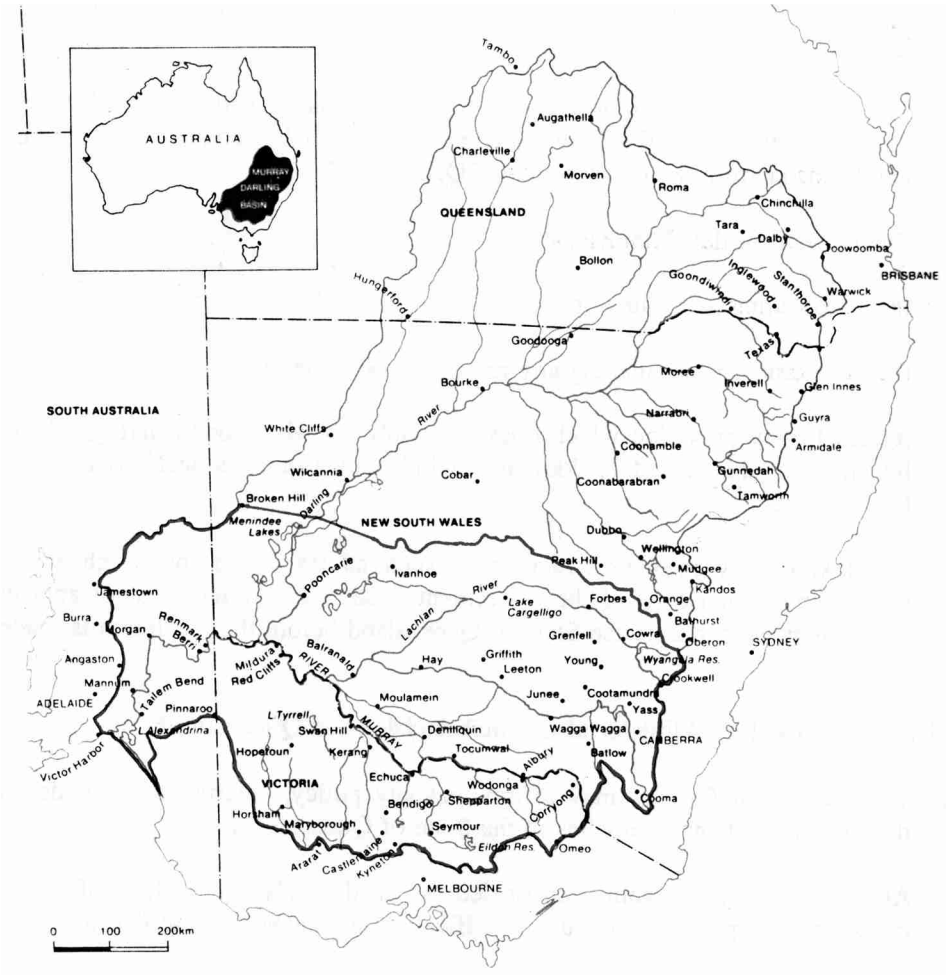 Tambo
AUSTRALIA
MURRAY
DARLING
BASIN
Augathella
Charleville
Morven
Roma
QUEENSLAND
Chinchilla
Tara
Dalby
Toowoomba
Bollon
BRISBANE
Hungerford
Goondiwindi
Inglewood
Stanthorpe
Warwick
Goodooga
Texas
Moree
Inverell
Glen Innes
Bourke
SOUTH AUSTRALIA
River
Narrabri
Guyra
White Cliffs
Armidale
Coonamble
Wilcannia
Cobar
Coonabarabran
Gunnedah
Tamworth
Broken Hill
Darling
Menindee
Lakes
NEW SOUTH WALES
Dubbo
Wellington
Peak Hill
Mudgee
Pooncarie
Ivanhoe
Kandos
Jamestown
River
Lachlan
Lake
Cargelligo
Forbes
Orange
Bathurst
Burra
Morgan
Renmark
Berri
Grenfell
Cowra
Oberon
SYDNEY
Mildura
Red Cliffs
Balranald
RIVER
Hay
Griffith
Leeton
Young
Wyangla Res.
Angaston
Mannum
Crookwell
ADELAIDE
Tailem Bend
Pinnaroo
Moulamein
Junee
Cootamundra
Yass
L.Tyrrell
Swan Hill
MURRAY
L.Alexandrina
Deniliquin
Wagga Wagga
CANBERRA
Victor Harbor
Hopetoun
Kerang
Tocumwal
Albury
Batlow
Echuca
VICTORIA
Wodonga
Corryong
Cooma
Bendigo
Shepparton
Horsham
Maryborough
Seymour
Ararat
Castlemaine
Kyneton
Eildon Res.
Omeo
MELBOURNE
0 100 200km